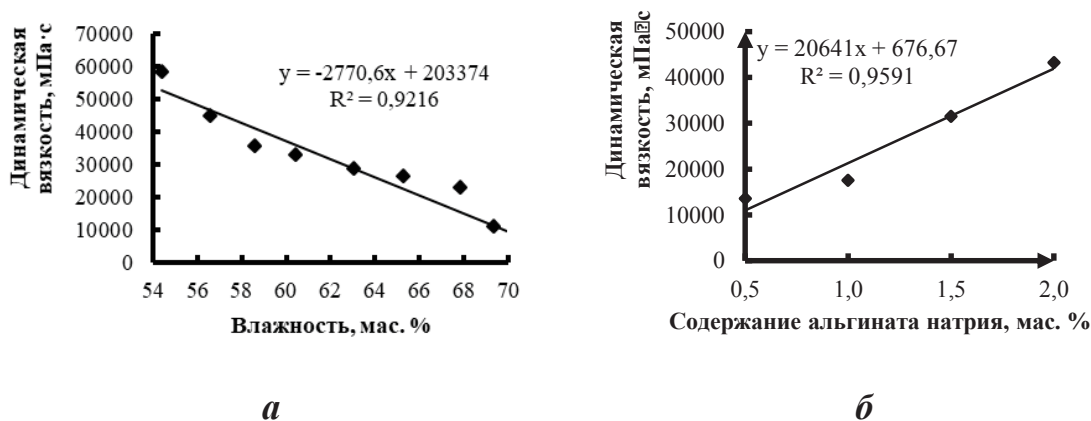 Динамическая
вязкость, мПа·с
70000
60000
50000
40000
30000
20000
10000
0
y = -2770,6x + 203374
R² = 0,9216
54 56 58 60 62 64 66 68 70
Влажность, мас. %
а
Динамическая
вязкость, мПа⍰с
50000
40000
30000
20000
10000
0
y = 20641x + 676,67
R² = 0,9591
0,5 1,0 1,5 2,0
Содержание альгината натрия, мас. %
б